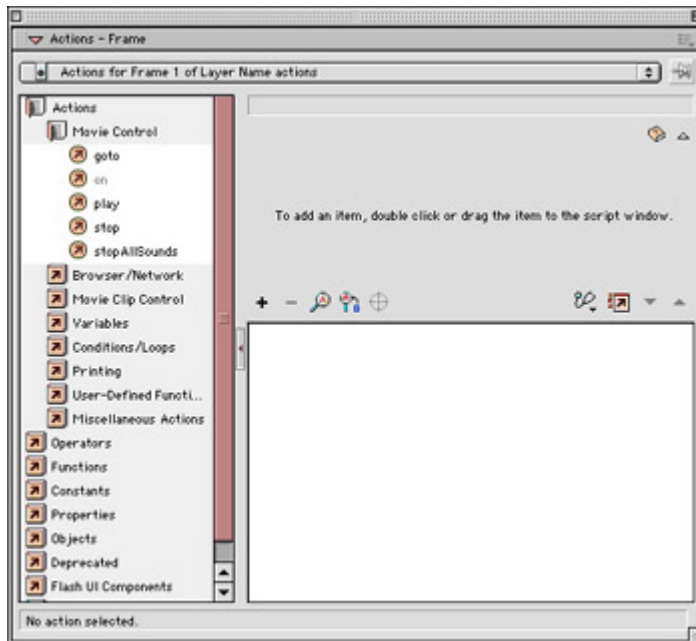 Actions - Frame
Actions for Frame 1 of Layer Name actions
Actions
Movie Control
goto
on
play
stop
stopAllSounds
Browser/Network
Movie Clip Control
Variables
Conditions/Loops
Printing
User-Defined Functi...
Miscellaneous Actions
Operators
Functions
Constants
Properties
Objects
Deprecated
Flash UI Components
To add an item, double click or drag the item to the script window.
No action selected.